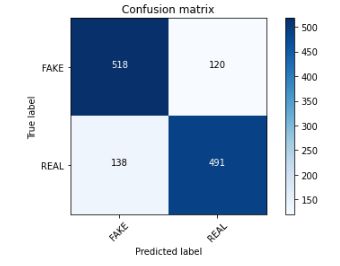 Confusion matrix
FAKE 518 120
REAL 138 491
FAKE REAL
True label
Predicted label
500
450
400
350
300
250
200
150